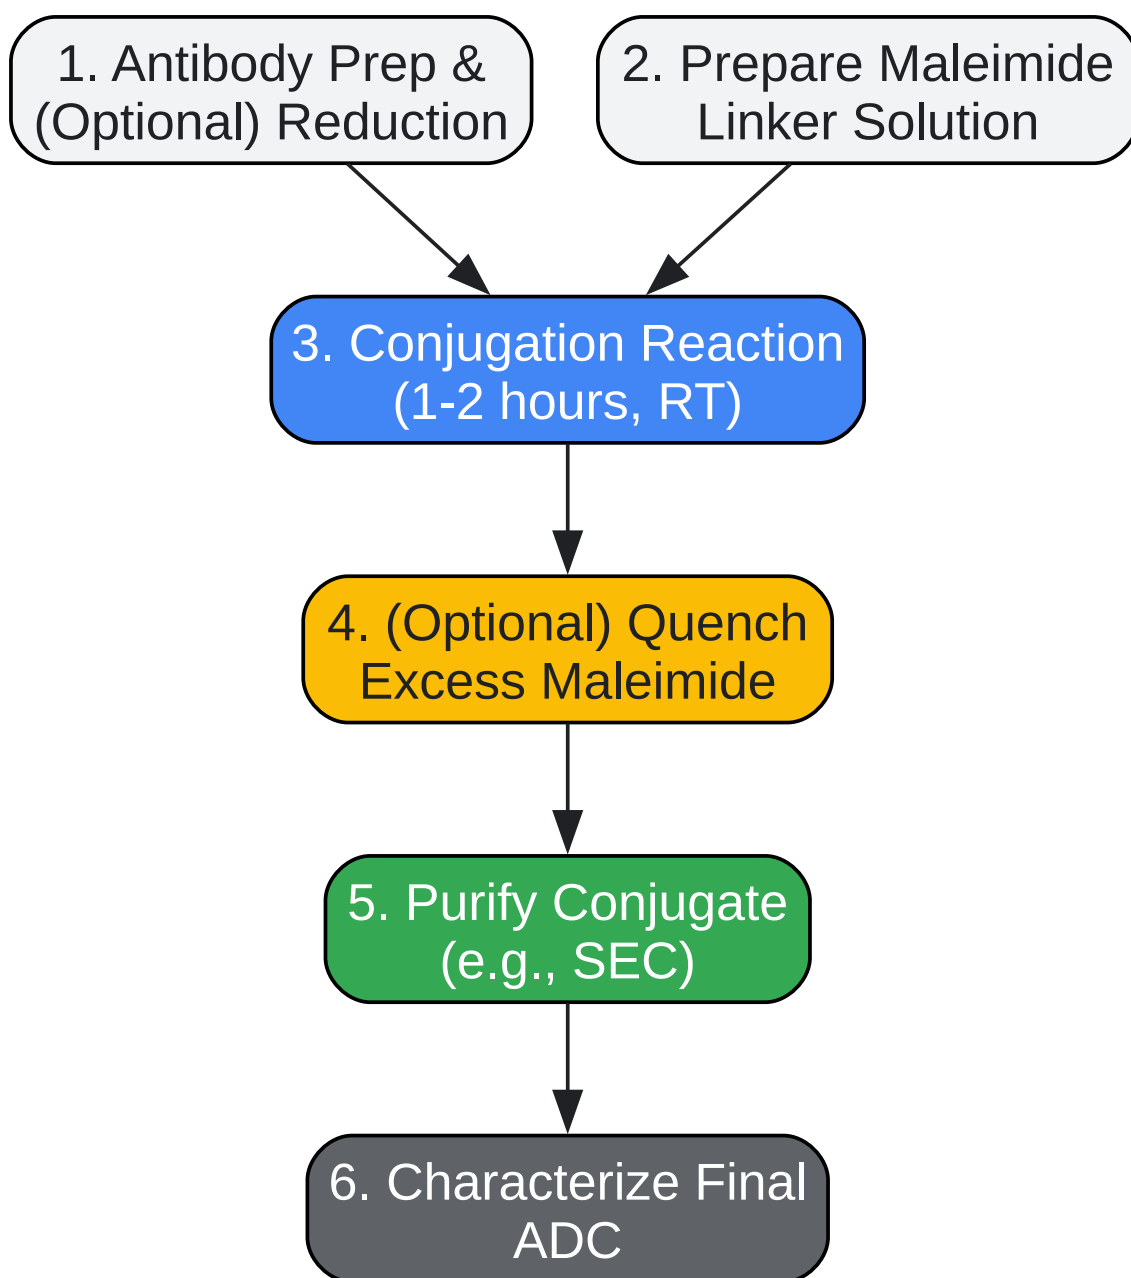 1. Antibody Prep &
(Optional) Reduction
2. Prepare Maleimide
Linker Solution
3. Conjugation Reaction
(1-2 hours, RT)
4. (Optional) Quench
Excess Maleimide
5. Purify Conjugate
(e.g., SEC)
6. Characterize Final
ADC